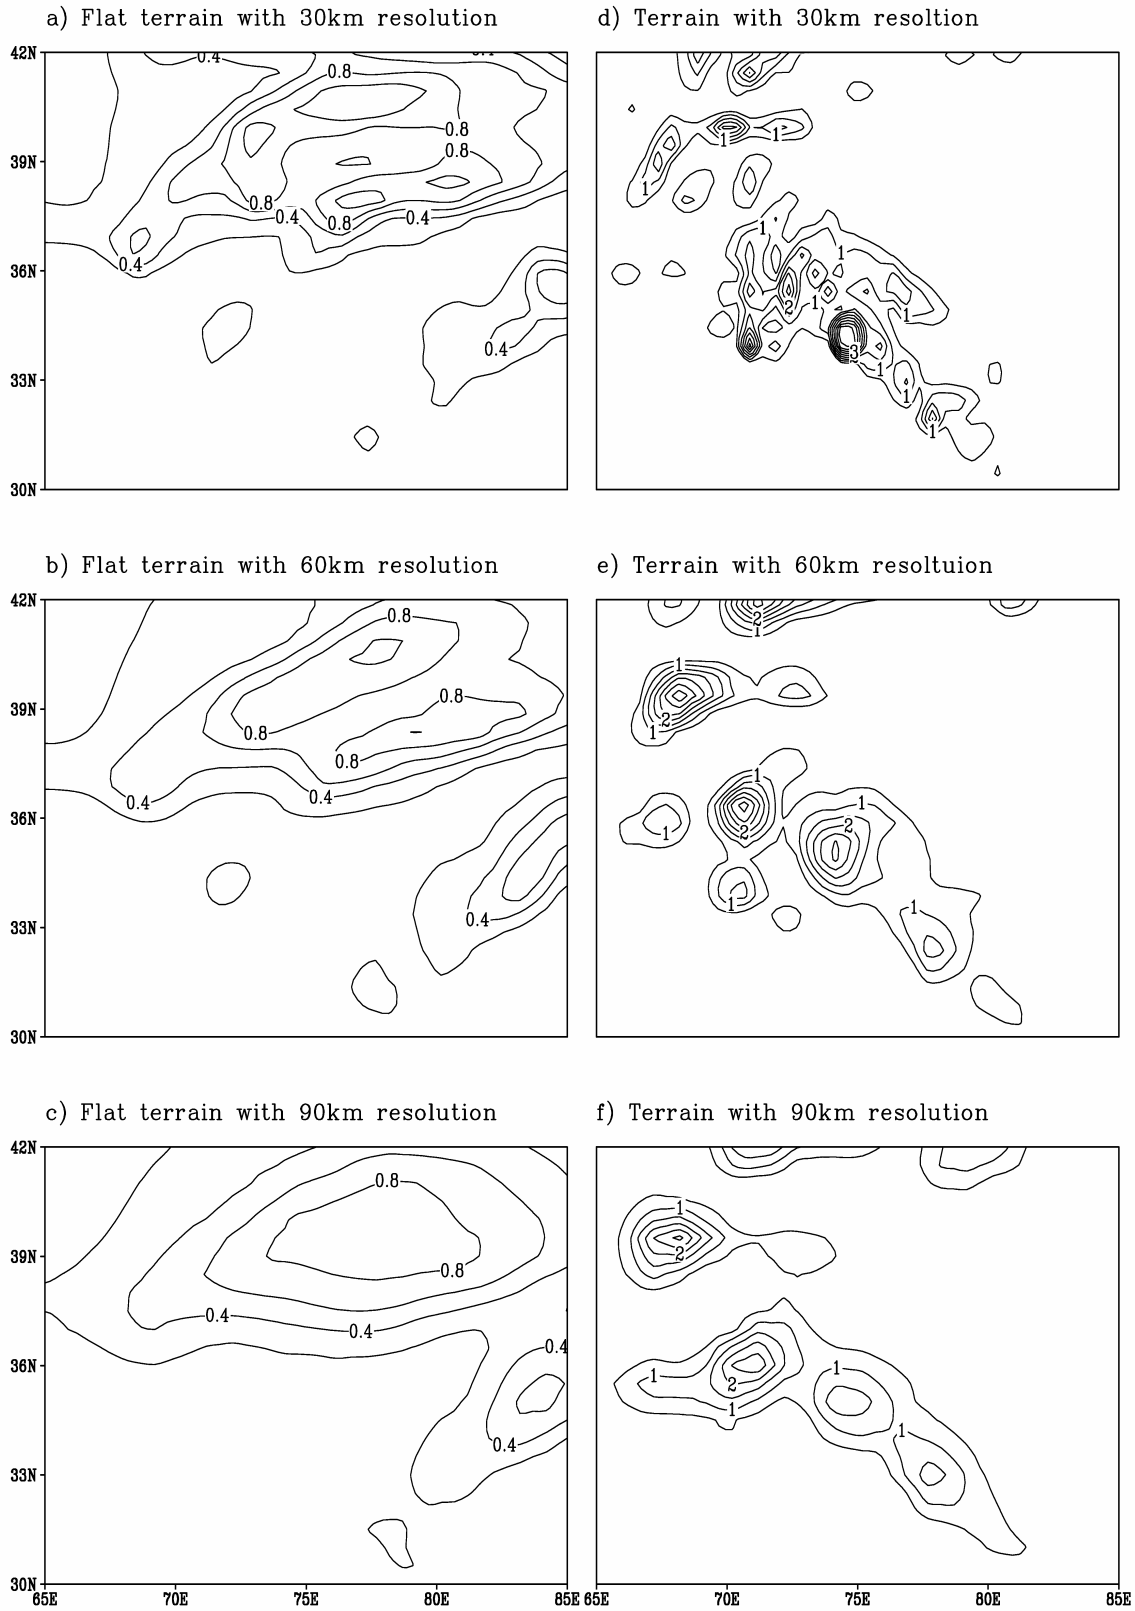 a) Flat terrain with 30km resolution
d) Terrain with 30km resoltion
42N
39N
36N
33N
30N
0.4
0.4
0.8
0.8
0.8
0.8
0.4
0.8
0.4
0.4
0.4
1
1
1
1
1
2
1
1
3
1
1
1
b) Flat terrain with 60km resolution
e) Terrain with 60km resoltuion
42N
39N
36N
33N
30N
0.8
0.8
0.8
0.8
0.4
0.4
0.4
2
1
1
2
1
1
1
2
1
2
1
1
c) Flat terrain with 90km resolution
f) Terrain with 90km resolution
42N
39N
36N
33N
30N
0.8
0.8
0.4
0.4
0.4
0.4
1
2
1
2
1
1
1
65E 70E 75E 80E 85E
65E 70E 75E 80E 85E